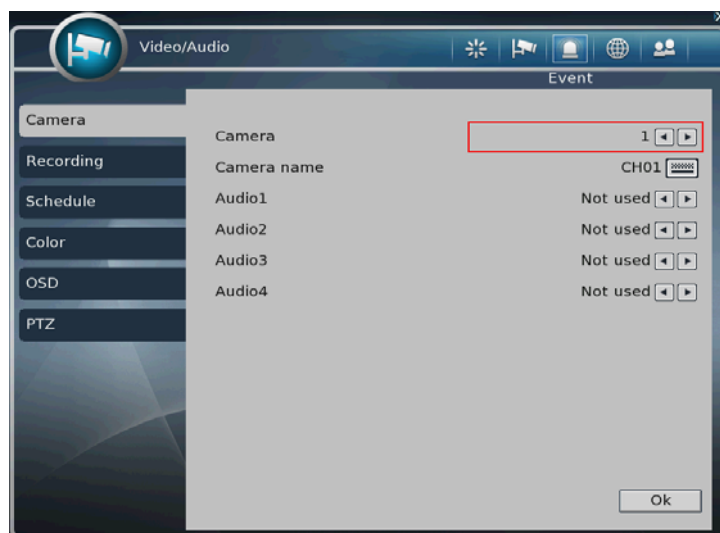 Video/Audio
Event
Camera
Recording
Schedule
Color
OSD
PTZ
Camera 1
Camera name CH01
Audio1 Not used
Audio2 Not used
Audio3 Not used
Audio4 Not used
Ok